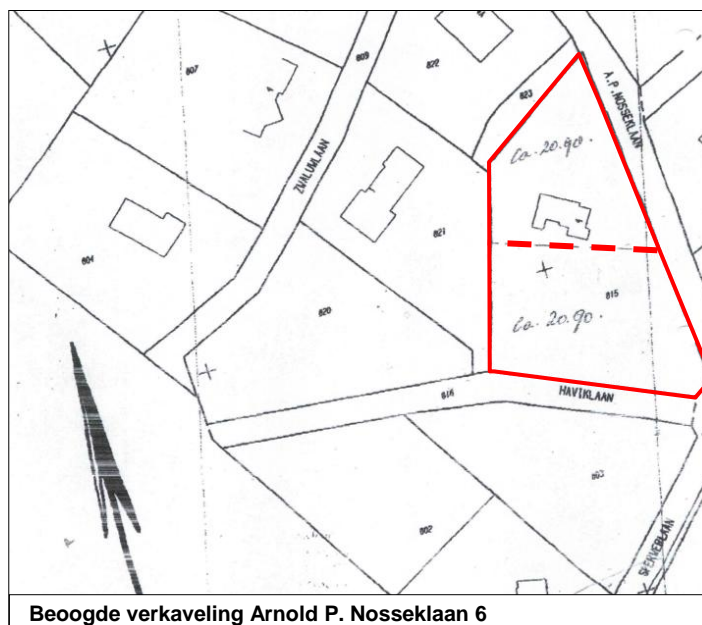 807
809
822
823
A.P. NOSSEKLAAN
ZWALUWLAAN
Ca. 20.90.
821
804
815
820
Ca. 20.90.
816
HAVIKLAAN
803
802
SPERWERLAAN
Beoogde verkaveling Arnold P. Nosseklaan 6